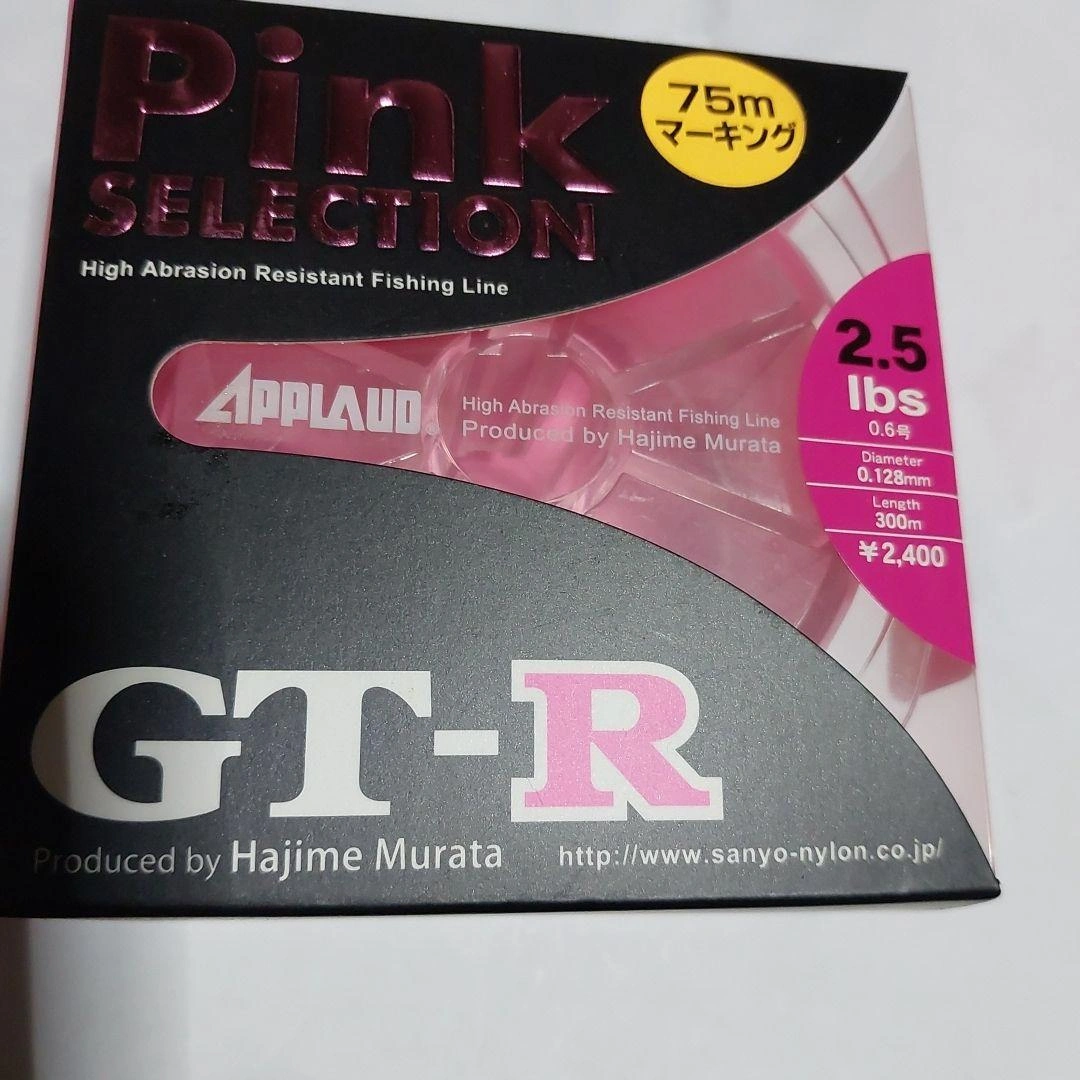 Pink
SELECTION
High Abrasion Resistant Fishing Line
75m
マーキング
APPLAUD®
High Abrasion Resistant Fishing Line
Produced by Hajime Murata
2.5
lbs
0.6号
Diameter
0.128mm
Length
300m
¥2,400
GT-R
Produced by Hajime Murata
http://www.sanyo-nylon.co.jp/